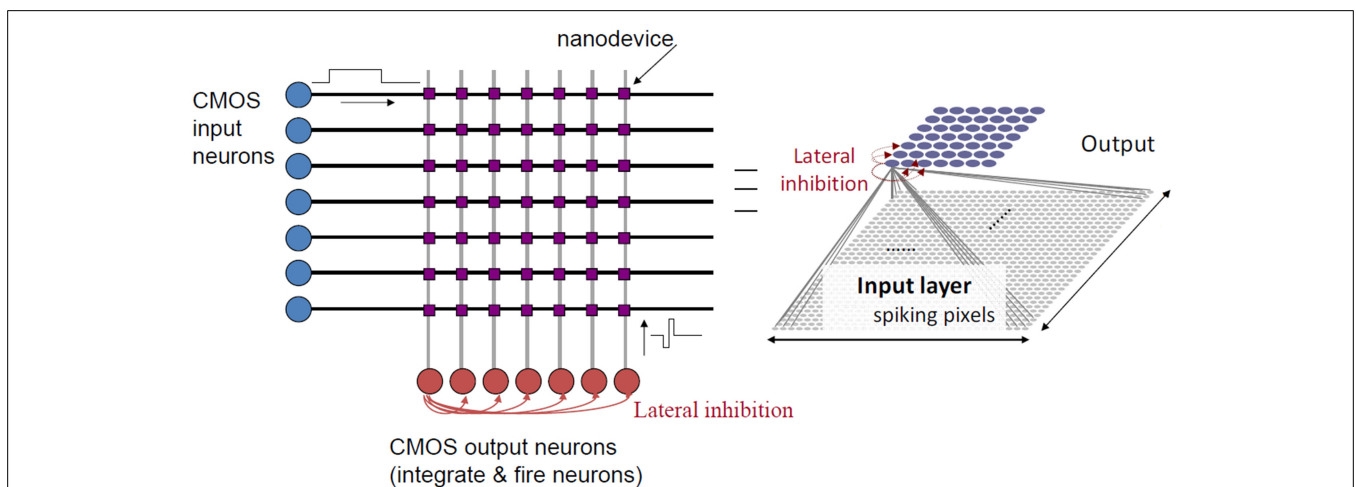 nanodevice
CMOS
input
neurons
Lateral inhibition
CMOS output neurons
(integrate & fire neurons)
Lateral
inhibition
Output
Input layer
spiking pixels